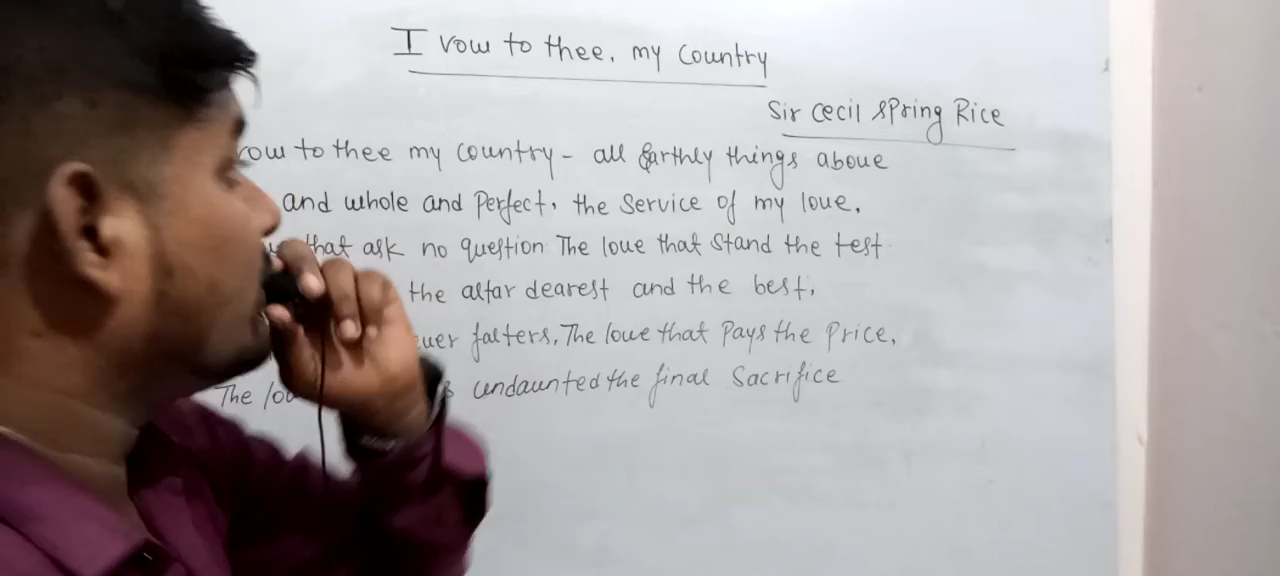 I vow to thee, my Country
Sir Cecil Spring Rice
vow to thee my Country - all Earthly things above
and whole and Perfect, the Service of my love,
that ask no question The love that Stand the test
the altar dearest and the best,
falters, The love that Pays the Price,
The undaunted the final Sacrifice